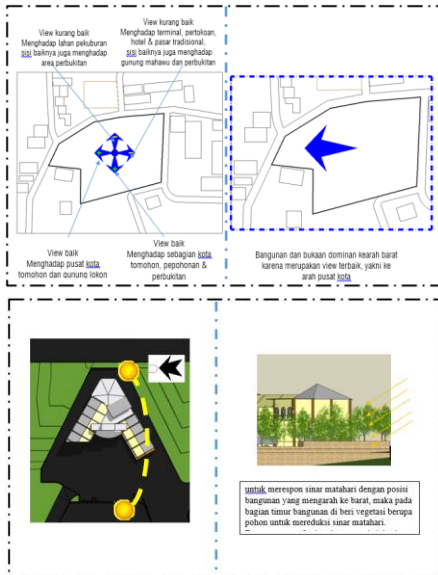 View kurang baik
Menghadap lahan pekuburan
sisi baiknya juga menghadap
area perbukitan
View kurang baik
Menghadap terminal, pertokoan,
hotel & pasar tradisional,
sisi baiknya juga menghadap
gunung mahawu dan perbukitan
View baik
Menghadap pusat kota
tomohon dan gunung lokon
View baik
Menghadap sebagian kota
tomohon, pepohonan &
perbukitan
Bangunan dan bukaan dominan kearah barat
karena merupakan view terbaik, yakni ke
arah pusat kota
untuk merespon sinar matahari dengan posisi
bangunan yang mengarah ke barat, maka pada
bagian timur bangunan di beri vegetasi berupa
pohon untuk mereduksi sinar matahari.